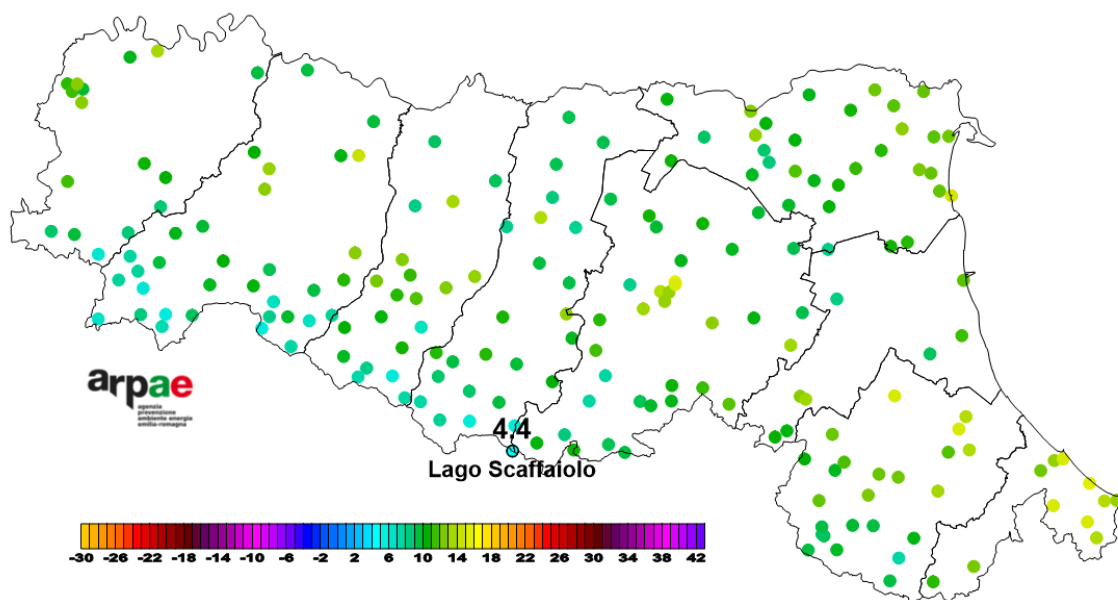 arpae
agenzia
prevenzione
ambiente energia
emilia-romagna
4.4
Lago Scaffaiolo
-30 -26 -22 -18 -14 -10 -6 -2 2 6 10 14 18 22 26 30 34 38 42